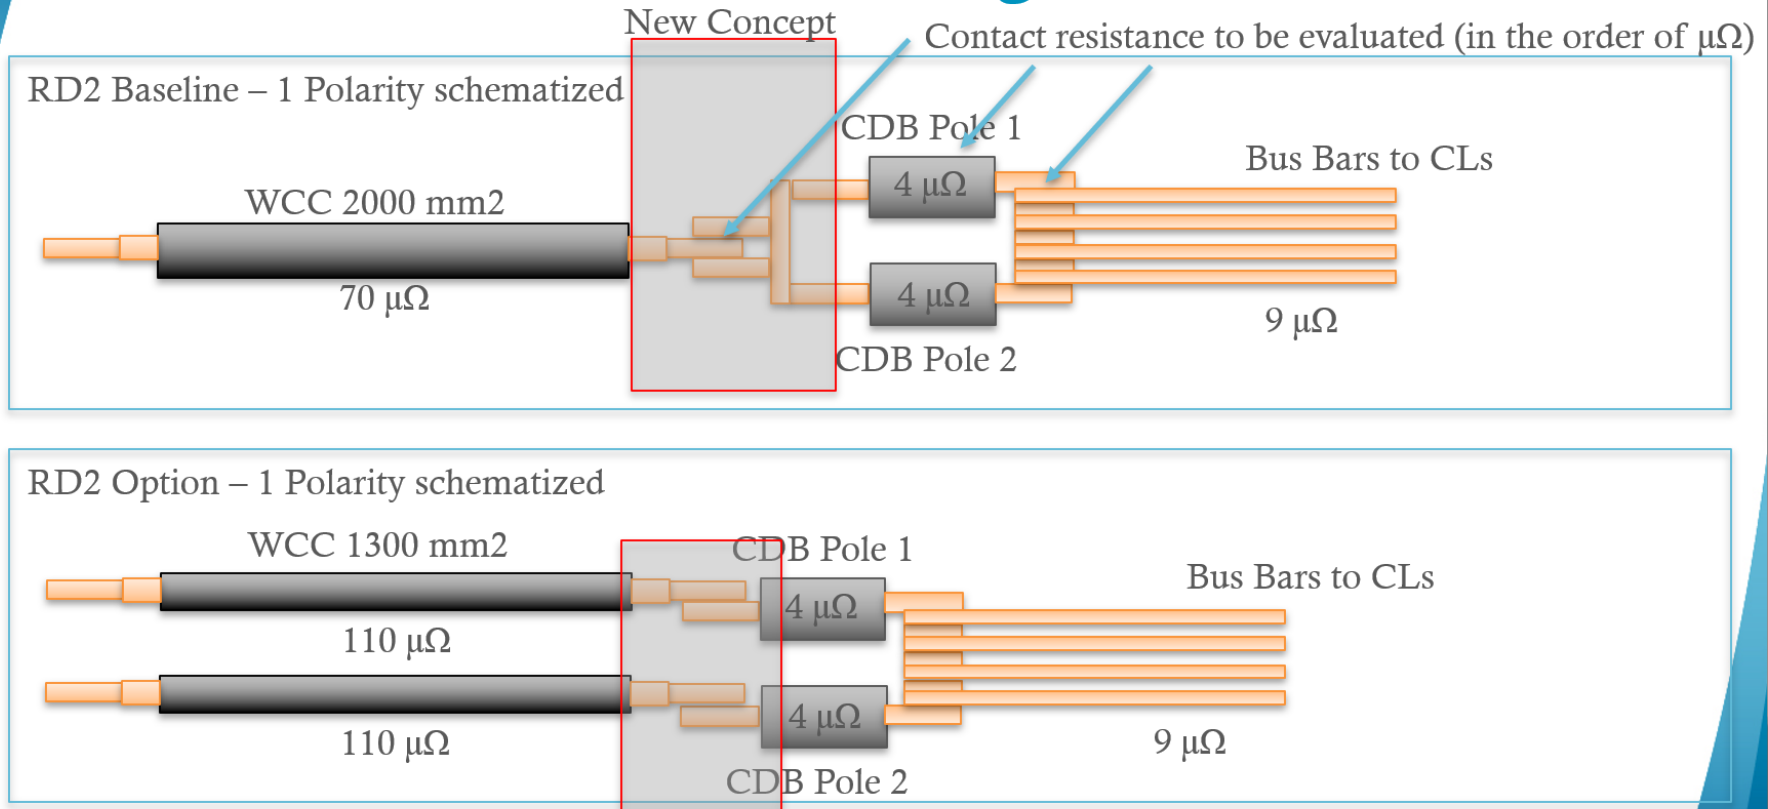 New Concept
Contact resistance to be evaluated (in the order of μΩ)
RD2 Baseline – 1 Polarity schematized
CDB Pole 1
Bus Bars to CLs
WCC 2000 mm2
4 μΩ
70 μΩ
4 μΩ
9 μΩ
CDB Pole 2
RD2 Option – 1 Polarity schematized
WCC 1300 mm2
CDB Pole 1
Bus Bars to CLs
4 μΩ
110 μΩ
4 μΩ
110 μΩ
9 μΩ
CDB Pole 2